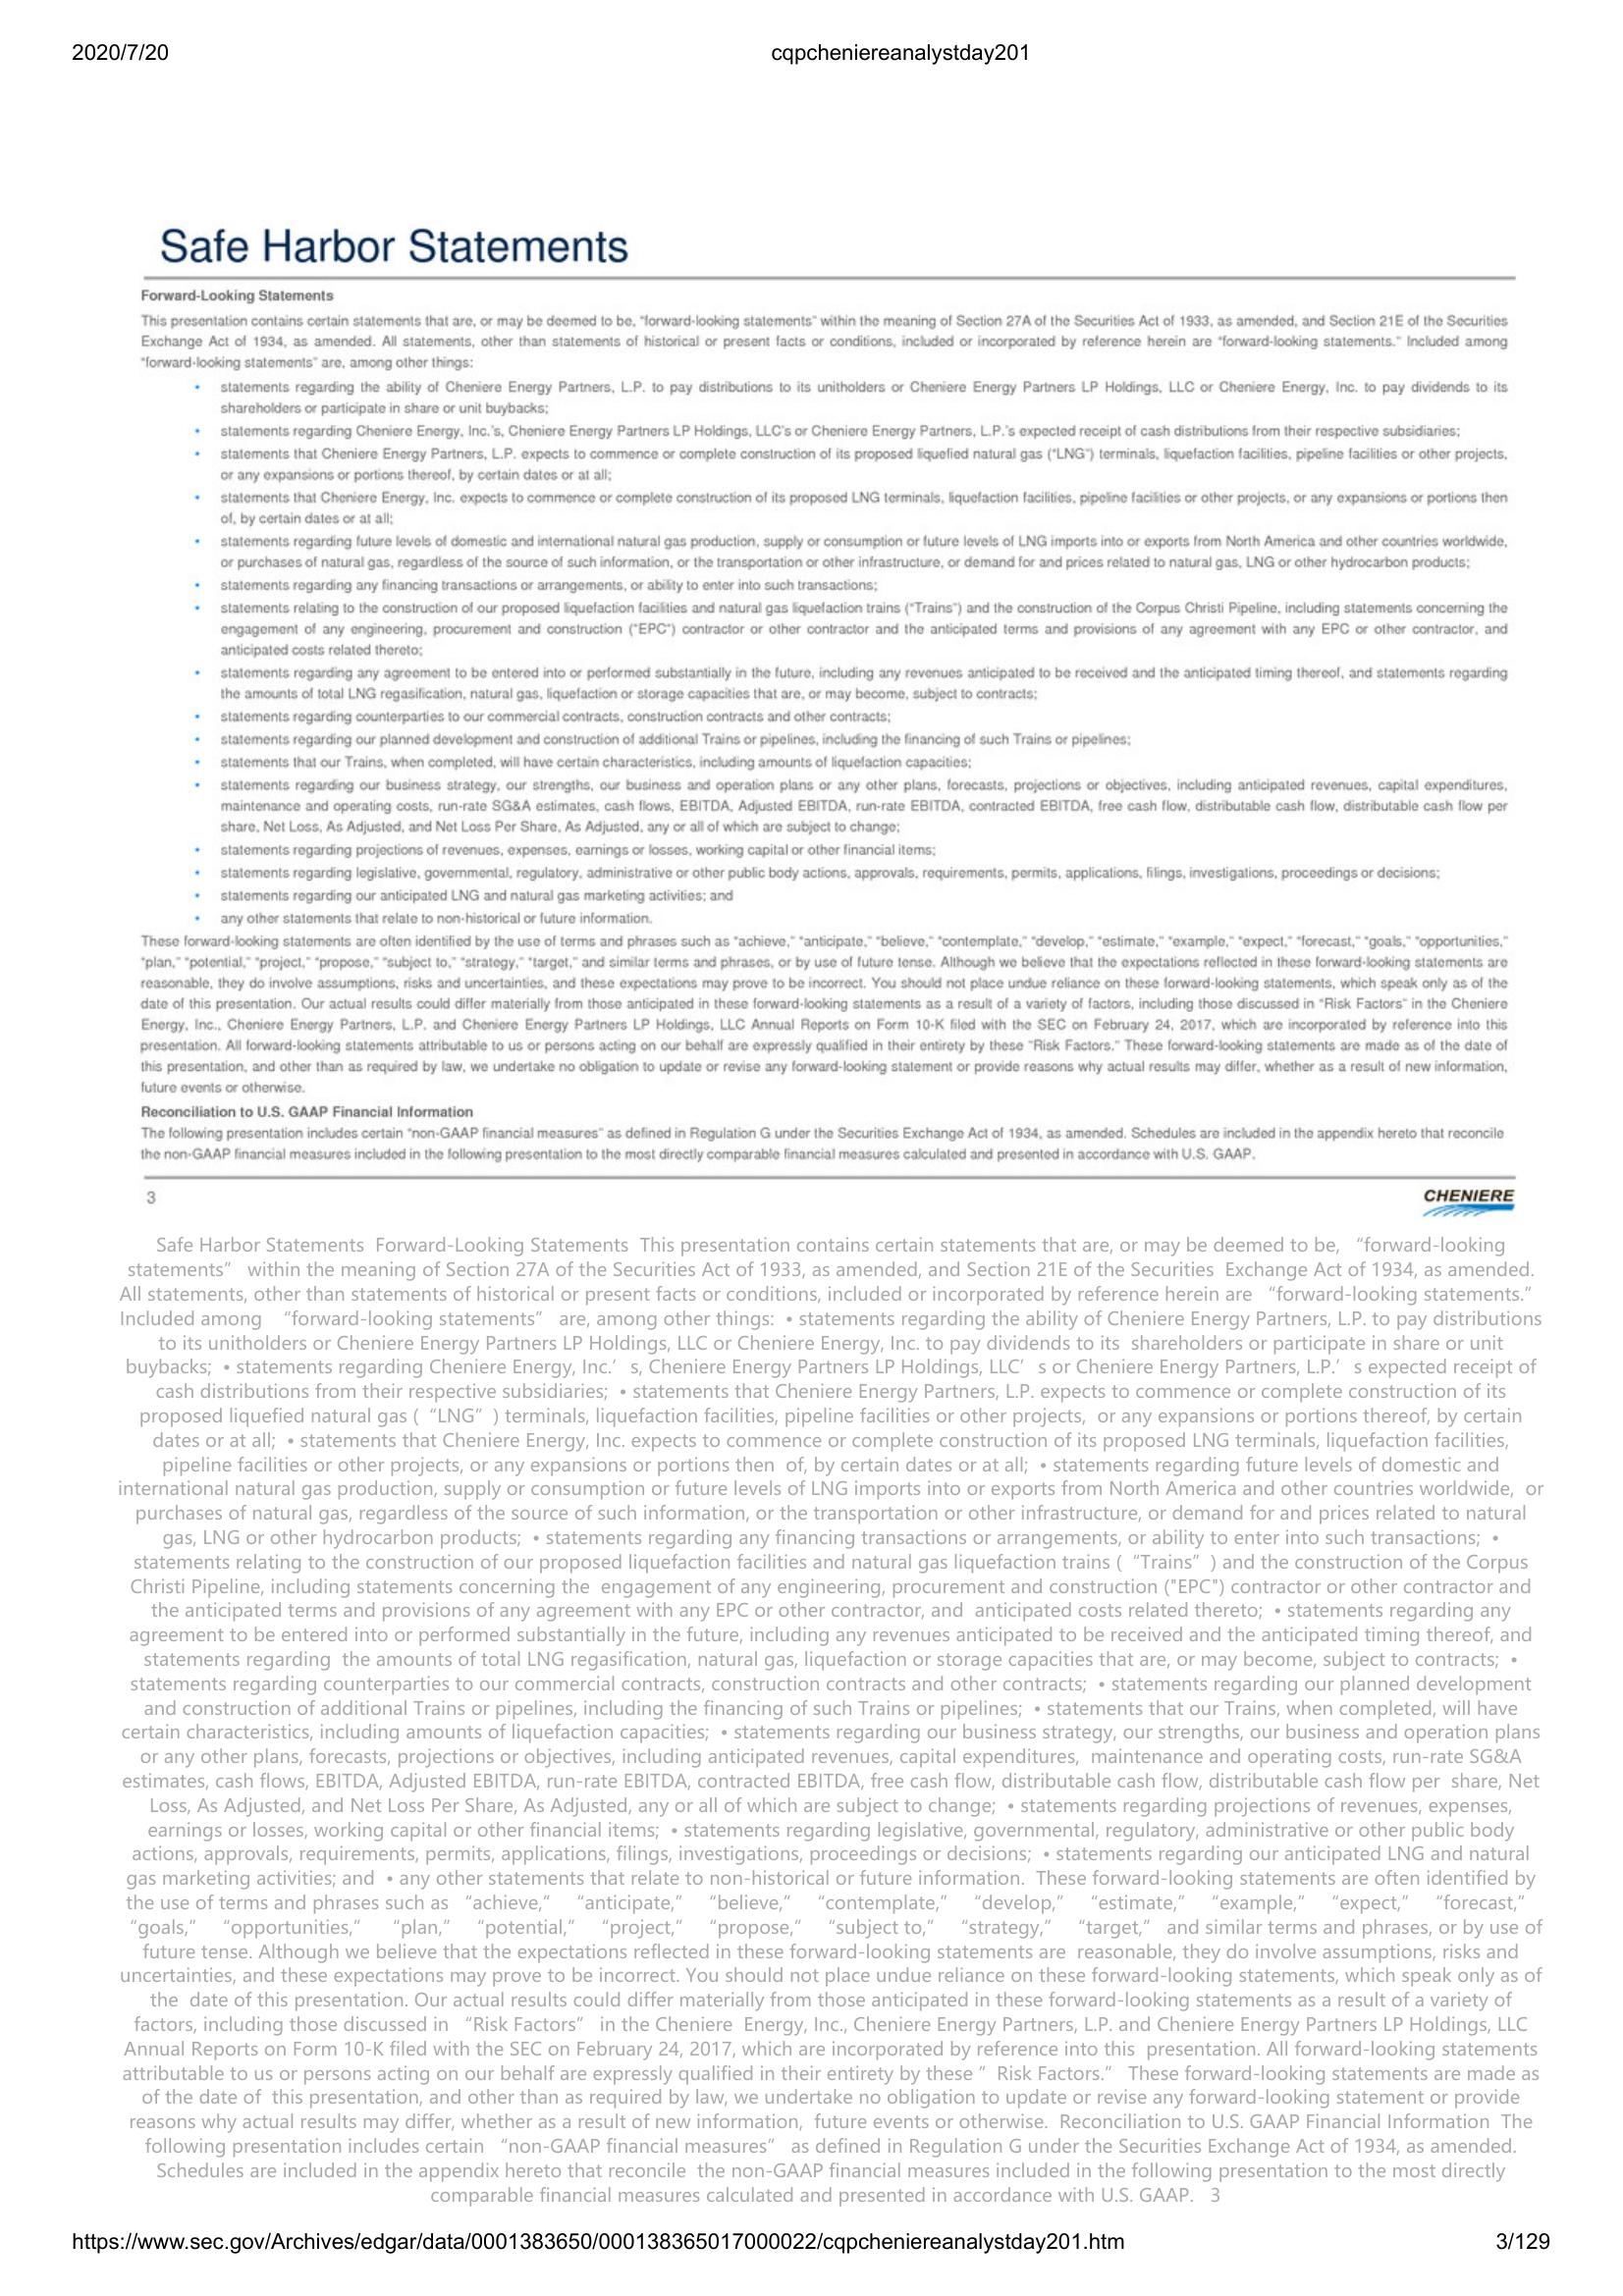 2020/7/20 cqpcheniereanalystday201
Safe Harbor Statements
Forward-Looking Statements
This presentation contains certain statements that are, or may be deemed to be, “forward-looking statements” within the meaning of Section 27A of the Securities Act of 1933, as amended, and Section 21E of the Securities
Exchange Act of 1934, as amended. All statements, other than statements of historical or present facts or conditions, included or incorporated by reference herein are “forward-looking statements.” Included among
“forward-looking statements” are, among other things:
• statements regarding the ability of Cheniere Energy Partners, L.P. to pay distributions to its unitholders or Cheniere Energy Partners LP Holdings, LLC or Cheniere Energy, Inc. to pay dividends to its
shareholders or participate in share or unit buybacks;
• statements regarding Cheniere Energy, Inc.’s, Cheniere Energy Partners LP Holdings, LLC’s or Cheniere Energy Partners, L.P.’s expected receipt of cash distributions from their respective subsidiaries;
• statements that Cheniere Energy Partners, L.P. expects to commence or complete construction of its proposed liquefied natural gas (“LNG”) terminals, liquefaction facilities, pipeline facilities or other projects,
or any expansions or portions thereof, by certain dates or at all;
• statements that Cheniere Energy, Inc. expects to commence or complete construction of its proposed LNG terminals, liquefaction facilities, pipeline facilities or other projects, or any expansions or portions then
of, by certain dates or at all;
• statements regarding future levels of domestic and international natural gas production, supply or consumption or future levels of LNG imports into or exports from North America and other countries worldwide,
or purchases of natural gas, regardless of the source of such information, or the transportation or other infrastructure, or demand for and prices related to natural gas, LNG or other hydrocarbon products;
• statements regarding any financing transactions or arrangements, or ability to enter into such transactions;
• statements relating to the construction of our proposed liquefaction facilities and natural gas liquefaction trains (“Trains”) and the construction of the Corpus Christi Pipeline, including statements concerning the
engagement of any engineering, procurement and construction ("EPC") contractor or other contractor and the anticipated terms and provisions of any agreement with any EPC or other contractor, and
anticipated costs related thereto;
• statements regarding any agreement to be entered into or performed substantially in the future, including any revenues anticipated to be received and the anticipated timing thereof, and statements regarding
the amounts of total LNG regasification, natural gas, liquefaction or storage capacities that are, or may become, subject to contracts;
• statements regarding counterparties to our commercial contracts, construction contracts and other contracts;
• statements regarding our planned development and construction of additional Trains or pipelines, including the financing of such Trains or pipelines;
• statements that our Trains, when completed, will have certain characteristics, including amounts of liquefaction capacities;
• statements regarding our business strategy, our strengths, our business and operation plans or any other plans, forecasts, projections or objectives, including anticipated revenues, capital expenditures,
maintenance and operating costs, run-rate SG&A estimates, cash flows, EBITDA, Adjusted EBITDA, run-rate EBITDA, contracted EBITDA, free cash flow, distributable cash flow, distributable cash flow per
share, Net Loss, As Adjusted, and Net Loss Per Share, As Adjusted, any or all of which are subject to change;
• statements regarding projections of revenues, expenses, earnings or losses, working capital or other financial items;
• statements regarding legislative, governmental, regulatory, administrative or other public body actions, approvals, requirements, permits, applications, filings, investigations, proceedings or decisions;
• statements regarding our anticipated LNG and natural gas marketing activities; and
• any other statements that relate to non-historical or future information.
These forward-looking statements are often identified by the use of terms and phrases such as “achieve,” “anticipate,” “believe,” “contemplate,” “develop,” “estimate,” “example,” “expect,” “forecast,” “goals,” “opportunities,”
“plan,” “potential,” “project,” “propose,” “subject to,” “strategy,” “target,” and similar terms and phrases, or by use of future tense. Although we believe that the expectations reflected in these forward-looking statements are
reasonable, they do involve assumptions, risks and uncertainties, and these expectations may prove to be incorrect. You should not place undue reliance on these forward-looking statements, which speak only as of the
date of this presentation. Our actual results could differ materially from those anticipated in these forward-looking statements as a result of a variety of factors, including those discussed in “Risk Factors” in the Cheniere
Energy, Inc., Cheniere Energy Partners, L.P. and Cheniere Energy Partners LP Holdings, LLC Annual Reports on Form 10-K filed with the SEC on February 24, 2017, which are incorporated by reference into this
presentation. All forward-looking statements attributable to us or persons acting on our behalf are expressly qualified in their entirety by these ”Risk Factors.” These forward-looking statements are made as of the date of
this presentation, and other than as required by law, we undertake no obligation to update or revise any forward-looking statement or provide reasons why actual results may differ, whether as a result of new information,
future events or otherwise.
Reconciliation to U.S. GAAP Financial Information
The following presentation includes certain “non-GAAP financial measures” as defined in Regulation G under the Securities Exchange Act of 1934, as amended. Schedules are included in the appendix hereto that reconcile
the non-GAAP financial measures included in the following presentation to the most directly comparable financial measures calculated and presented in accordance with U.S. GAAP.
3 CHENIERE
Safe Harbor Statements Forward-Looking Statements This presentation contains certain statements that are, or may be deemed to be, “forward-looking
statements” within the meaning of Section 27A of the Securities Act of 1933, as amended, and Section 21E of the Securities Exchange Act of 1934, as amended.
All statements, other than statements of historical or present facts or conditions, included or incorporated by reference herein are “forward-looking statements.”
Included among “forward-looking statements” are, among other things: • statements regarding the ability of Cheniere Energy Partners, L.P. to pay distributions
to its unitholders or Cheniere Energy Partners LP Holdings, LLC or Cheniere Energy, Inc. to pay dividends to its shareholders or participate in share or unit
buybacks; • statements regarding Cheniere Energy, Inc.’ s, Cheniere Energy Partners LP Holdings, LLC’ s or Cheniere Energy Partners, L.P.’ s expected receipt of
cash distributions from their respective subsidiaries; • statements that Cheniere Energy Partners, L.P. expects to commence or complete construction of its
proposed liquefied natural gas ( “LNG” ) terminals, liquefaction facilities, pipeline facilities or other projects, or any expansions or portions thereof, by certain
dates or at all; • statements that Cheniere Energy, Inc. expects to commence or complete construction of its proposed LNG terminals, liquefaction facilities,
pipeline facilities or other projects, or any expansions or portions then of, by certain dates or at all; • statements regarding future levels of domestic and
international natural gas production, supply or consumption or future levels of LNG imports into or exports from North America and other countries worldwide, or
purchases of natural gas, regardless of the source of such information, or the transportation or other infrastructure, or demand for and prices related to natural
gas, LNG or other hydrocarbon products; • statements regarding any financing transactions or arrangements, or ability to enter into such transactions; •
statements relating to the construction of our proposed liquefaction facilities and natural gas liquefaction trains ( “Trains” ) and the construction of the Corpus
Christi Pipeline, including statements concerning the engagement of any engineering, procurement and construction ("EPC") contractor or other contractor and
the anticipated terms and provisions of any agreement with any EPC or other contractor, and anticipated costs related thereto; • statements regarding any
agreement to be entered into or performed substantially in the future, including any revenues anticipated to be received and the anticipated timing thereof, and
statements regarding the amounts of total LNG regasification, natural gas, liquefaction or storage capacities that are, or may become, subject to contracts; •
statements regarding counterparties to our commercial contracts, construction contracts and other contracts; • statements regarding our planned development
and construction of additional Trains or pipelines, including the financing of such Trains or pipelines; • statements that our Trains, when completed, will have
certain characteristics, including amounts of liquefaction capacities; • statements regarding our business strategy, our strengths, our business and operation plans
or any other plans, forecasts, projections or objectives, including anticipated revenues, capital expenditures, maintenance and operating costs, run-rate SG&A
estimates, cash flows, EBITDA, Adjusted EBITDA, run-rate EBITDA, contracted EBITDA, free cash flow, distributable cash flow, distributable cash flow per share, Net
Loss, As Adjusted, and Net Loss Per Share, As Adjusted, any or all of which are subject to change; • statements regarding projections of revenues, expenses,
earnings or losses, working capital or other financial items; • statements regarding legislative, governmental, regulatory, administrative or other public body
actions, approvals, requirements, permits, applications, filings, investigations, proceedings or decisions; • statements regarding our anticipated LNG and natural
gas marketing activities; and • any other statements that relate to non-historical or future information. These forward-looking statements are often identified by
the use of terms and phrases such as “achieve,” “anticipate,” “believe,” “contemplate,” “develop,” “estimate,” “example,” “expect,” “forecast,”
“goals,” “opportunities,” “plan,” “potential,” “project,” “propose,” “subject to,” “strategy,” “target,” and similar terms and phrases, or by use of
future tense. Although we believe that the expectations reflected in these forward-looking statements are reasonable, they do involve assumptions, risks and
uncertainties, and these expectations may prove to be incorrect. You should not place undue reliance on these forward-looking statements, which speak only as of
the date of this presentation. Our actual results could differ materially from those anticipated in these forward-looking statements as a result of a variety of
factors, including those discussed in “Risk Factors” in the Cheniere Energy, Inc., Cheniere Energy Partners, L.P. and Cheniere Energy Partners LP Holdings, LLC
Annual Reports on Form 10-K filed with the SEC on February 24, 2017, which are incorporated by reference into this presentation. All forward-looking statements
attributable to us or persons acting on our behalf are expressly qualified in their entirety by these ” Risk Factors.” These forward-looking statements are made as
of the date of this presentation, and other than as required by law, we undertake no obligation to update or revise any forward-looking statement or provide
reasons why actual results may differ, whether as a result of new information, future events or otherwise. Reconciliation to U.S. GAAP Financial Information The
following presentation includes certain “non-GAAP financial measures” as defined in Regulation G under the Securities Exchange Act of 1934, as amended.
Schedules are included in the appendix hereto that reconcile the non-GAAP financial measures included in the following presentation to the most directly
comparable financial measures calculated and presented in accordance with U.S. GAAP. 3
https://www.sec.gov/Archives/edgar/data/0001383650/000138365017000022/cqpcheniereanalystday201.htm 3/129